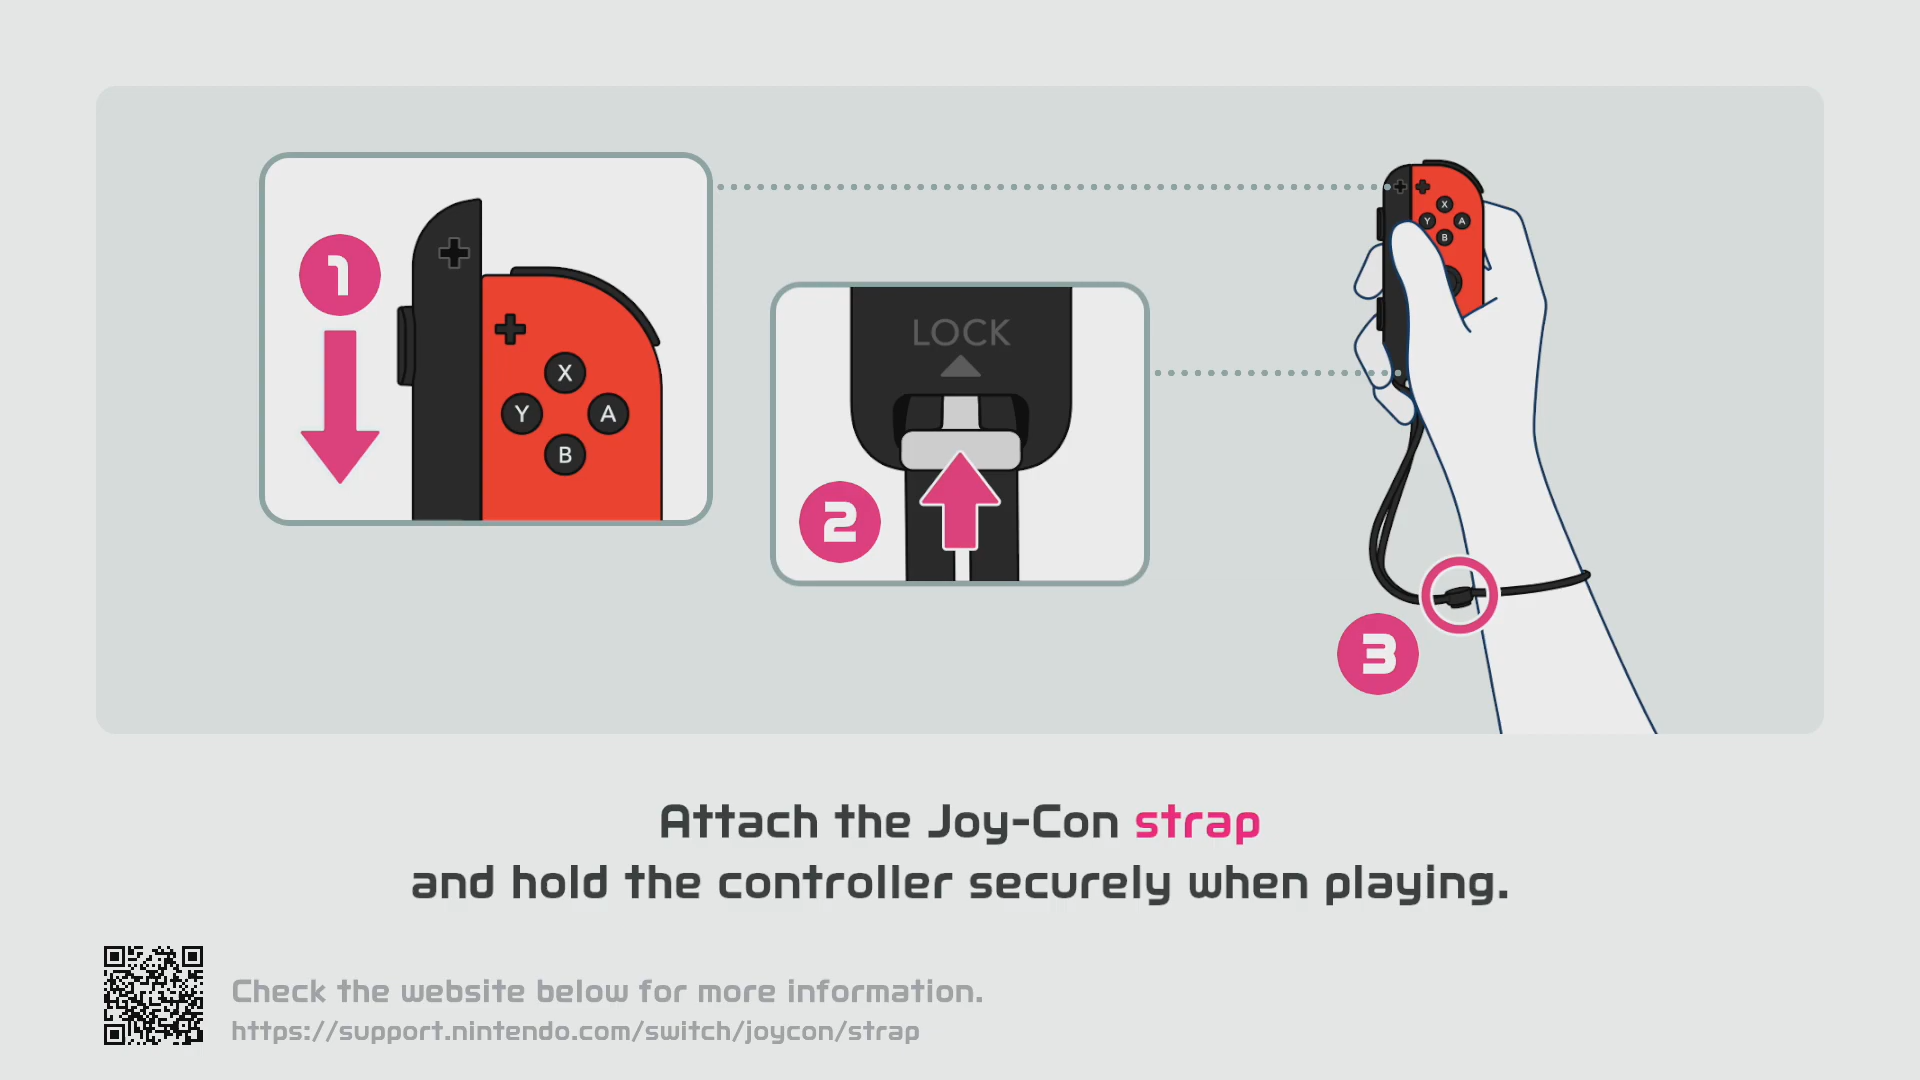 1
X
Y
A
B
LOCK
2
X
Y
A
B
3
Attach the Joy-Con strap
and hold the controller securely when playing.
Check the website below for more information.
https://support.nintendo.com/switch/joycon/strap